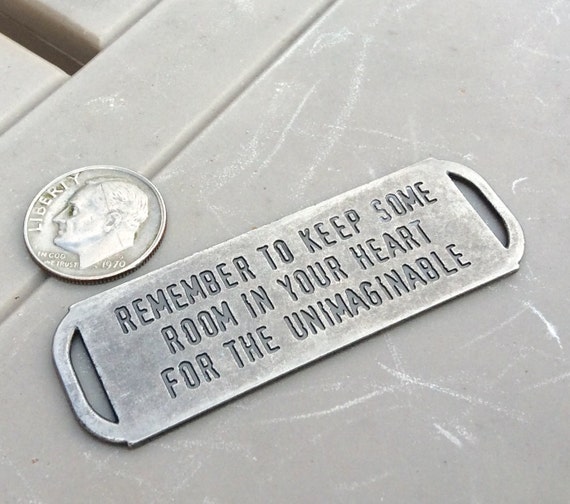 LIBERTY
IN GOD
WE TRUST
1970
REMEMBER TO KEEP SOME
ROOM IN YOUR HEART
FOR THE UNIMAGINABLE